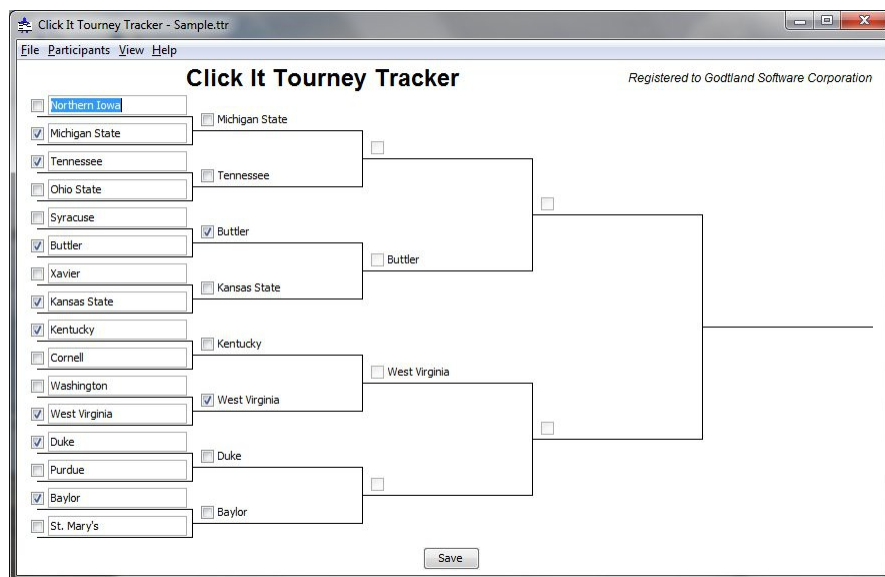 Click It Tourney Tracker - Sample.ttr
File Participants View Help
Click It Tourney Tracker
Registered to Godtland Software Corporation
Northern Iowa
Michigan State
Michigan State
Tennessee
Tennessee
Ohio State
Syracuse
Buttler
Buttler
Buttler
Xavier
Kansas State
Kansas State
Kentucky
Kentucky
Cornell
West Virginia
Washington
West Virginia
West Virginia
Duke
Duke
Purdue
Baylor
Baylor
St. Mary's
Save